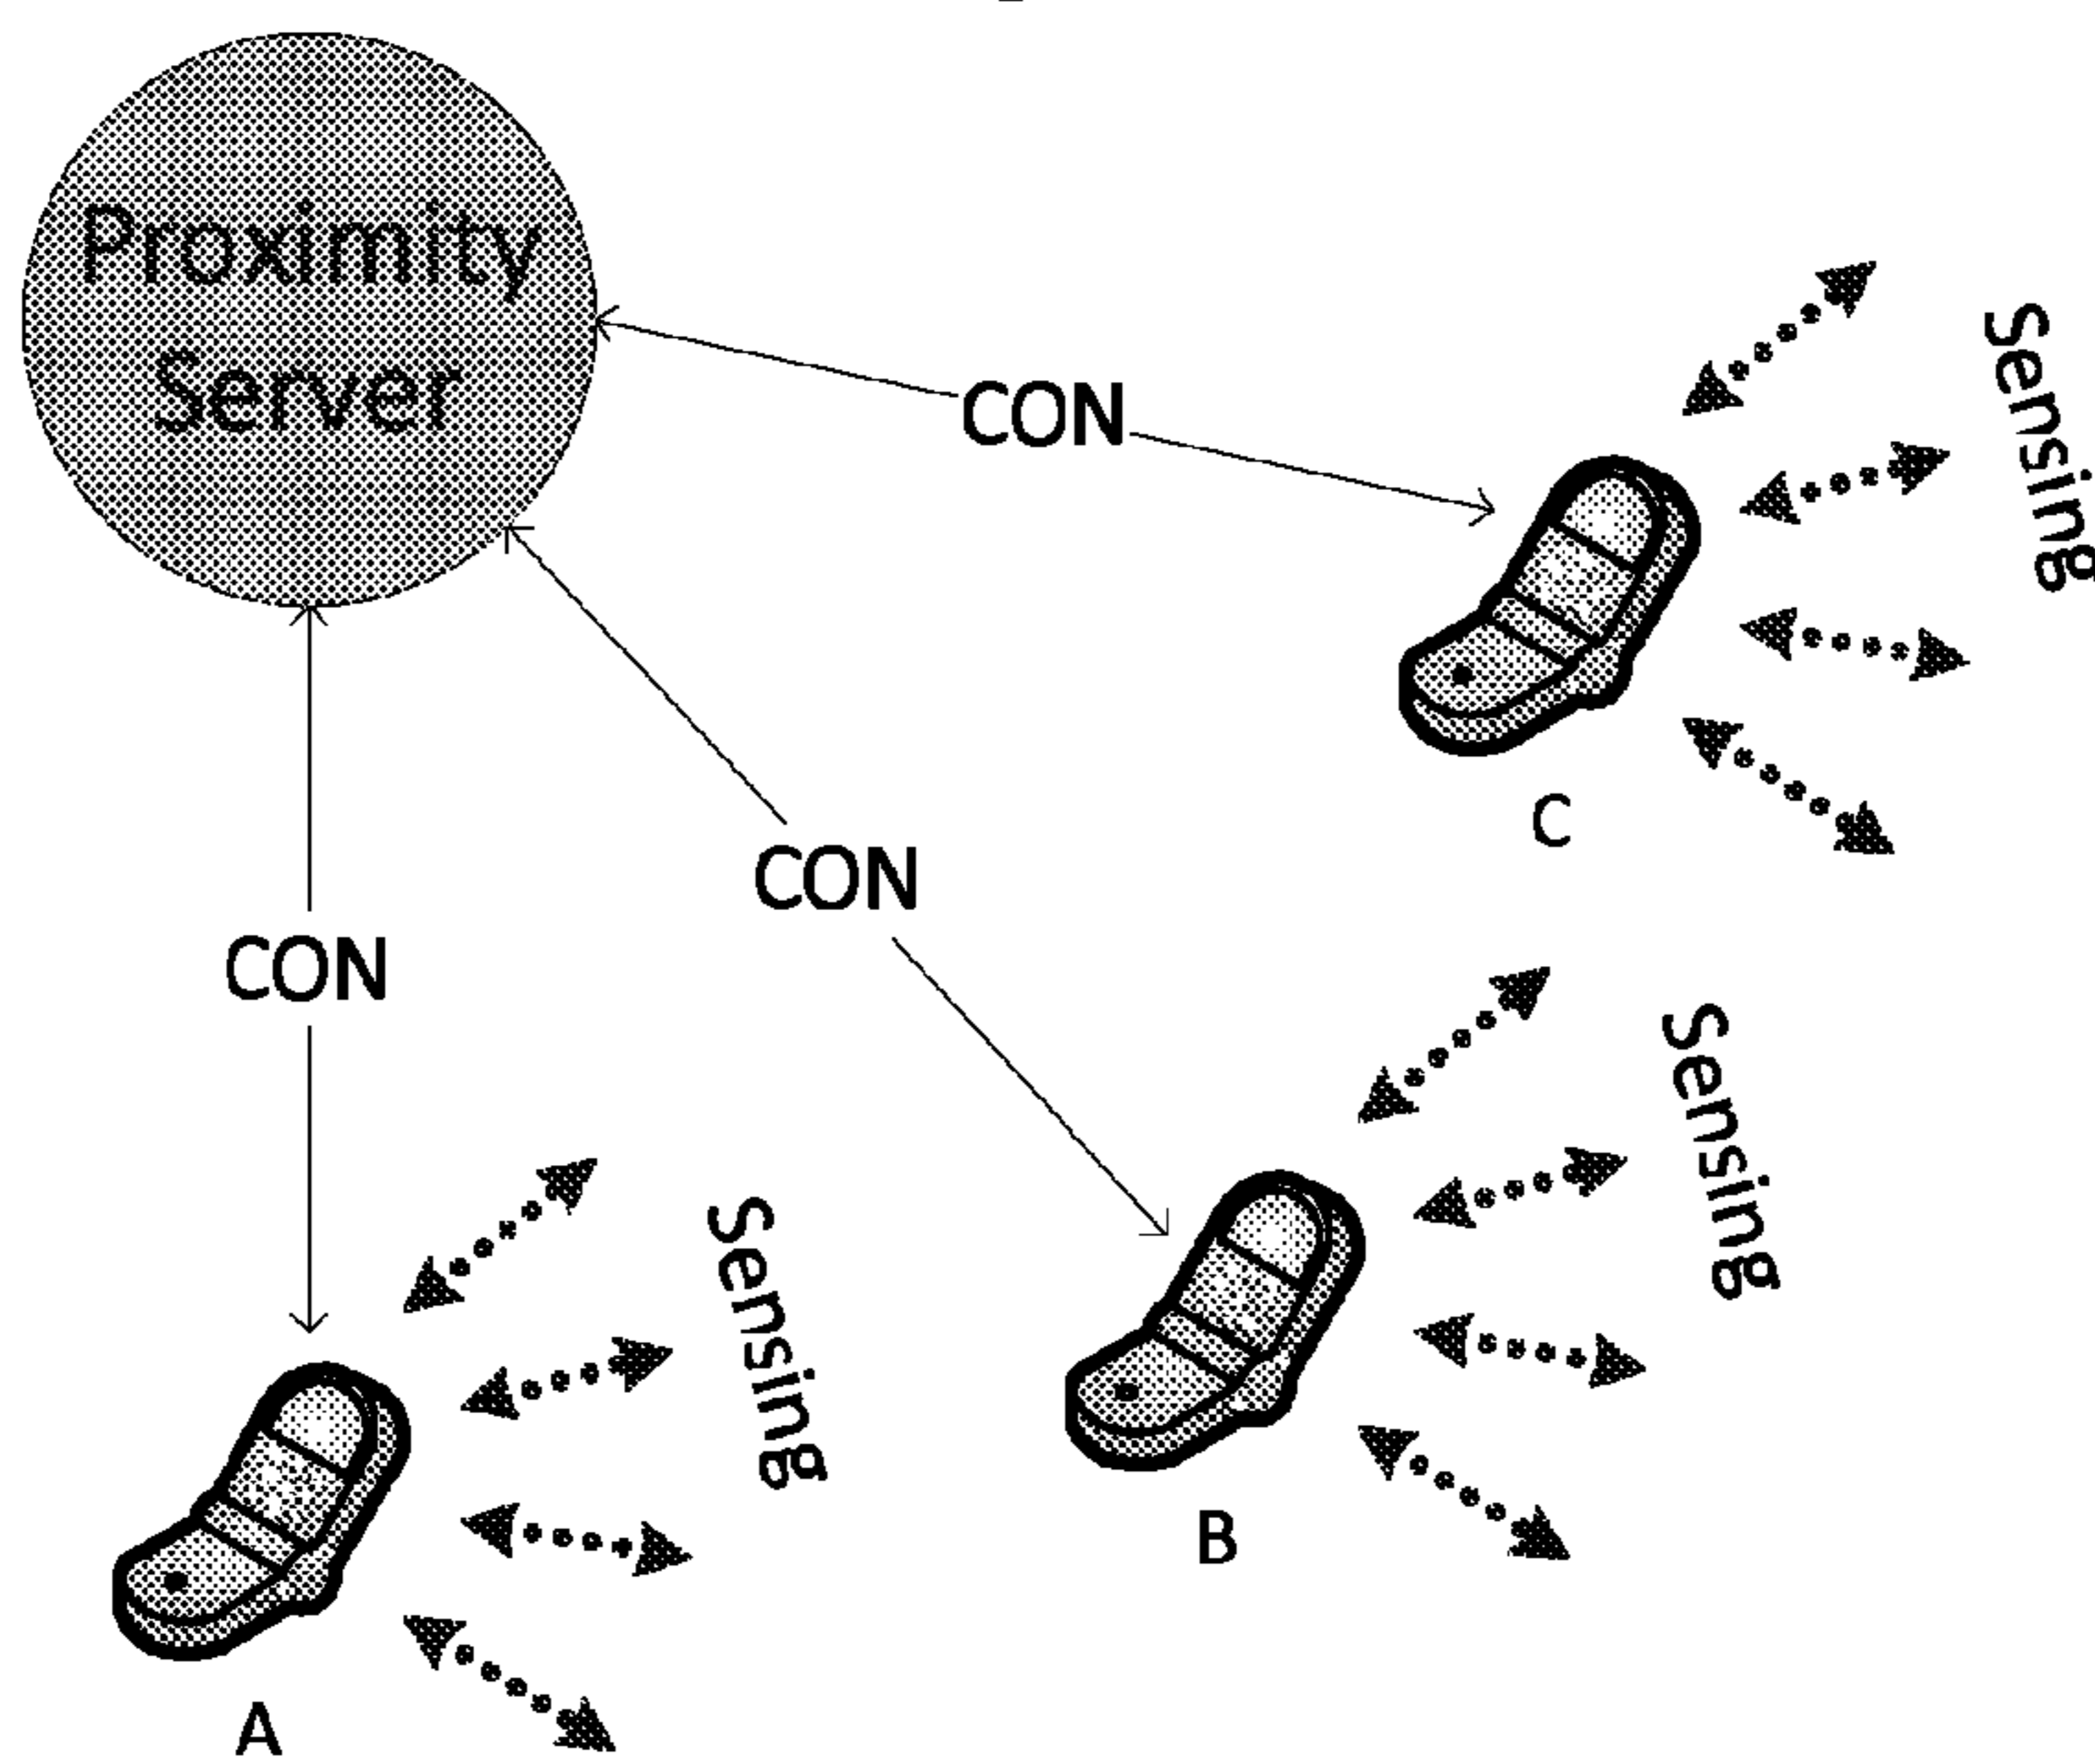 Proximity
Server
CON
Sensing
C
CON
CON
Sensing
B
Sensing
A